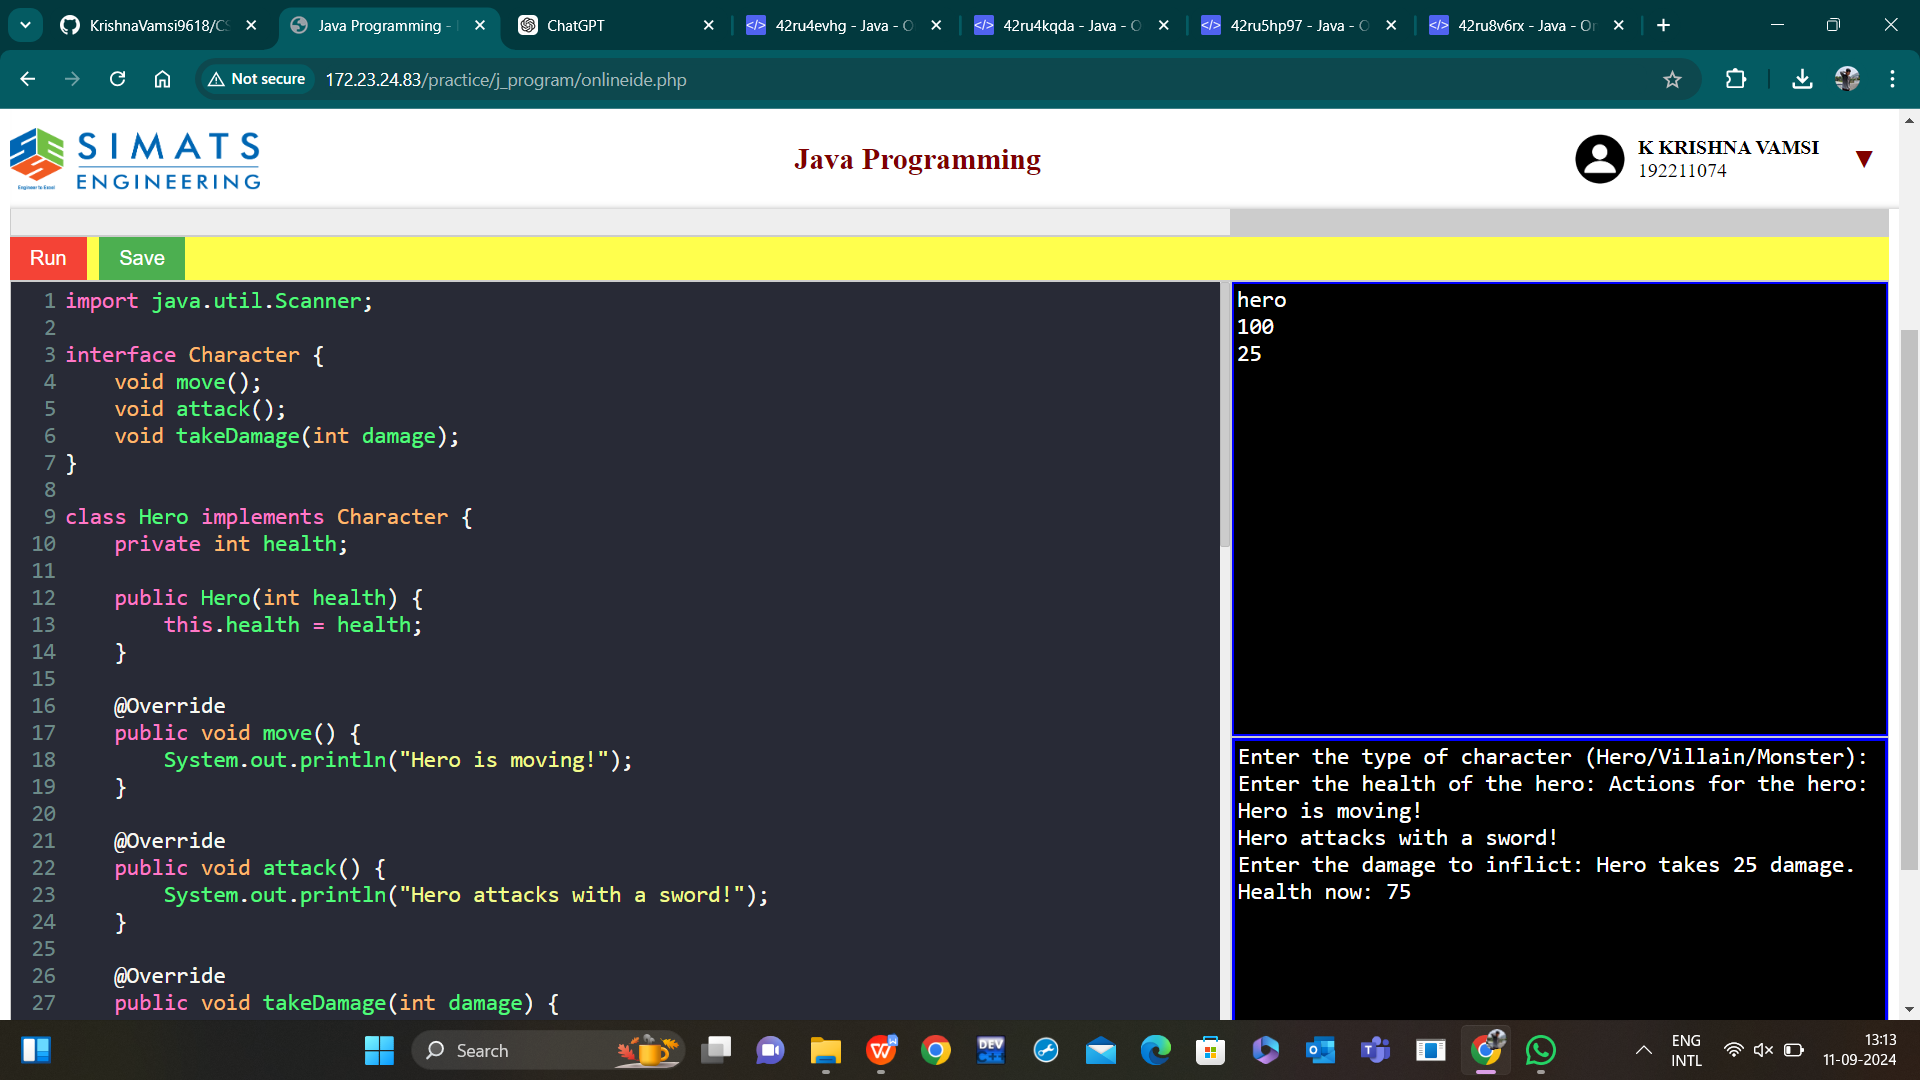 KrishnaVamsi9618/CS
Java Programming -
ChatGPT
42ru4evhg - Java - O
42ru4kqda - Java - O
42ru5hp97 - Java - O
42ru8v6rx - Java - Or
Not secure
172.23.24.83/practice/j_program/onlineide.php
SIMATS
ENGINEERING
Engineer to Excel
Java Programming
K KRISHNA VAMSI
192211074
Run
Save
1 import java.util.Scanner;
2
3 interface Character {
4     void move();
5     void attack();
6     void takeDamage(int damage);
7 }
8
9 class Hero implements Character {
10     private int health;
11
12     public Hero(int health) {
13         this.health = health;
14     }
15
16     @Override
17     public void move() {
18         System.out.println("Hero is moving!");
19     }
20
21     @Override
22     public void attack() {
23         System.out.println("Hero attacks with a sword!");
24     }
25
26     @Override
27     public void takeDamage(int damage) {
hero
100
25
Enter the type of character (Hero/Villain/Monster):
Enter the health of the hero: Actions for the hero:
Hero is moving!
Hero attacks with a sword!
Enter the damage to inflict: Hero takes 25 damage.
Health now: 75
Search
DEV
ENG
INTL
13:13
11-09-2024